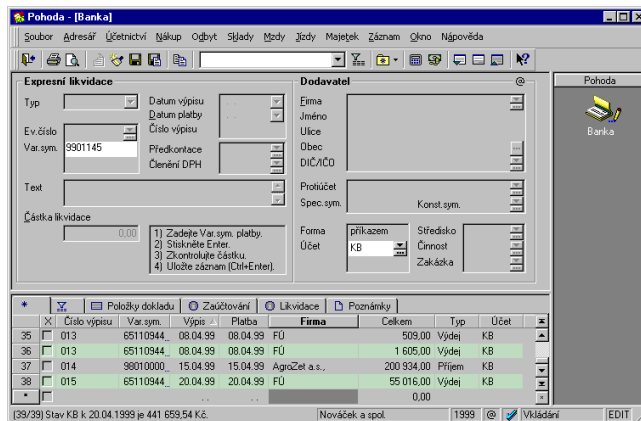 Pohoda - [Banka]
Soubor Adresář Účetnictví Nákup Odbyt Sklady Mzdy Jízdy Majetek Záznam Okno Nápověda
Expresní likvidace
Typ
Datum výpisu . .
Datum platby . .
Ev.číslo
Číslo výpisu
Var.sym. 9901145
Předkontace
Členění DPH
Text
Částka likvidace
0,00
1) Zadejte Var.sym. platby.
2) Stiskněte Enter.
3) Zkontrolujte částku.
4) Uložte záznam (Ctrl+Enter).
Dodavatel @
Firma
Jméno
Ulice
Obec
DIČ/IČO
Protiúčet
Spec.sym. Konst.sym.
Forma příkazem Středisko
Účet KB Činnost
Zakázka
Pohoda
Banka
* Položky dokladu Zaúčtování Likvidace Poznámky
X Číslo výpisu Var.sym. Výpis Platba Firma Celkem Typ Účet
35 013 65110944_ 08.04.99 08.04.99 FÚ 509,00 Výdej KB
36 013 65110944_ 08.04.99 08.04.99 FÚ 1 605,00 Výdej KB
37 014 98010000_ 15.04.99 15.04.99 AgroZet a.s., 200 934,00 Příjem KB
38 015 65110944_ 20.04.99 20.04.99 FÚ 55 016,00 Výdej KB
* . . . . 0,00
(39/39) Stav KB k 20.04.1999 je 441 659,54 Kč. Nováček a spol. 1999 @ Vkládání EDIT